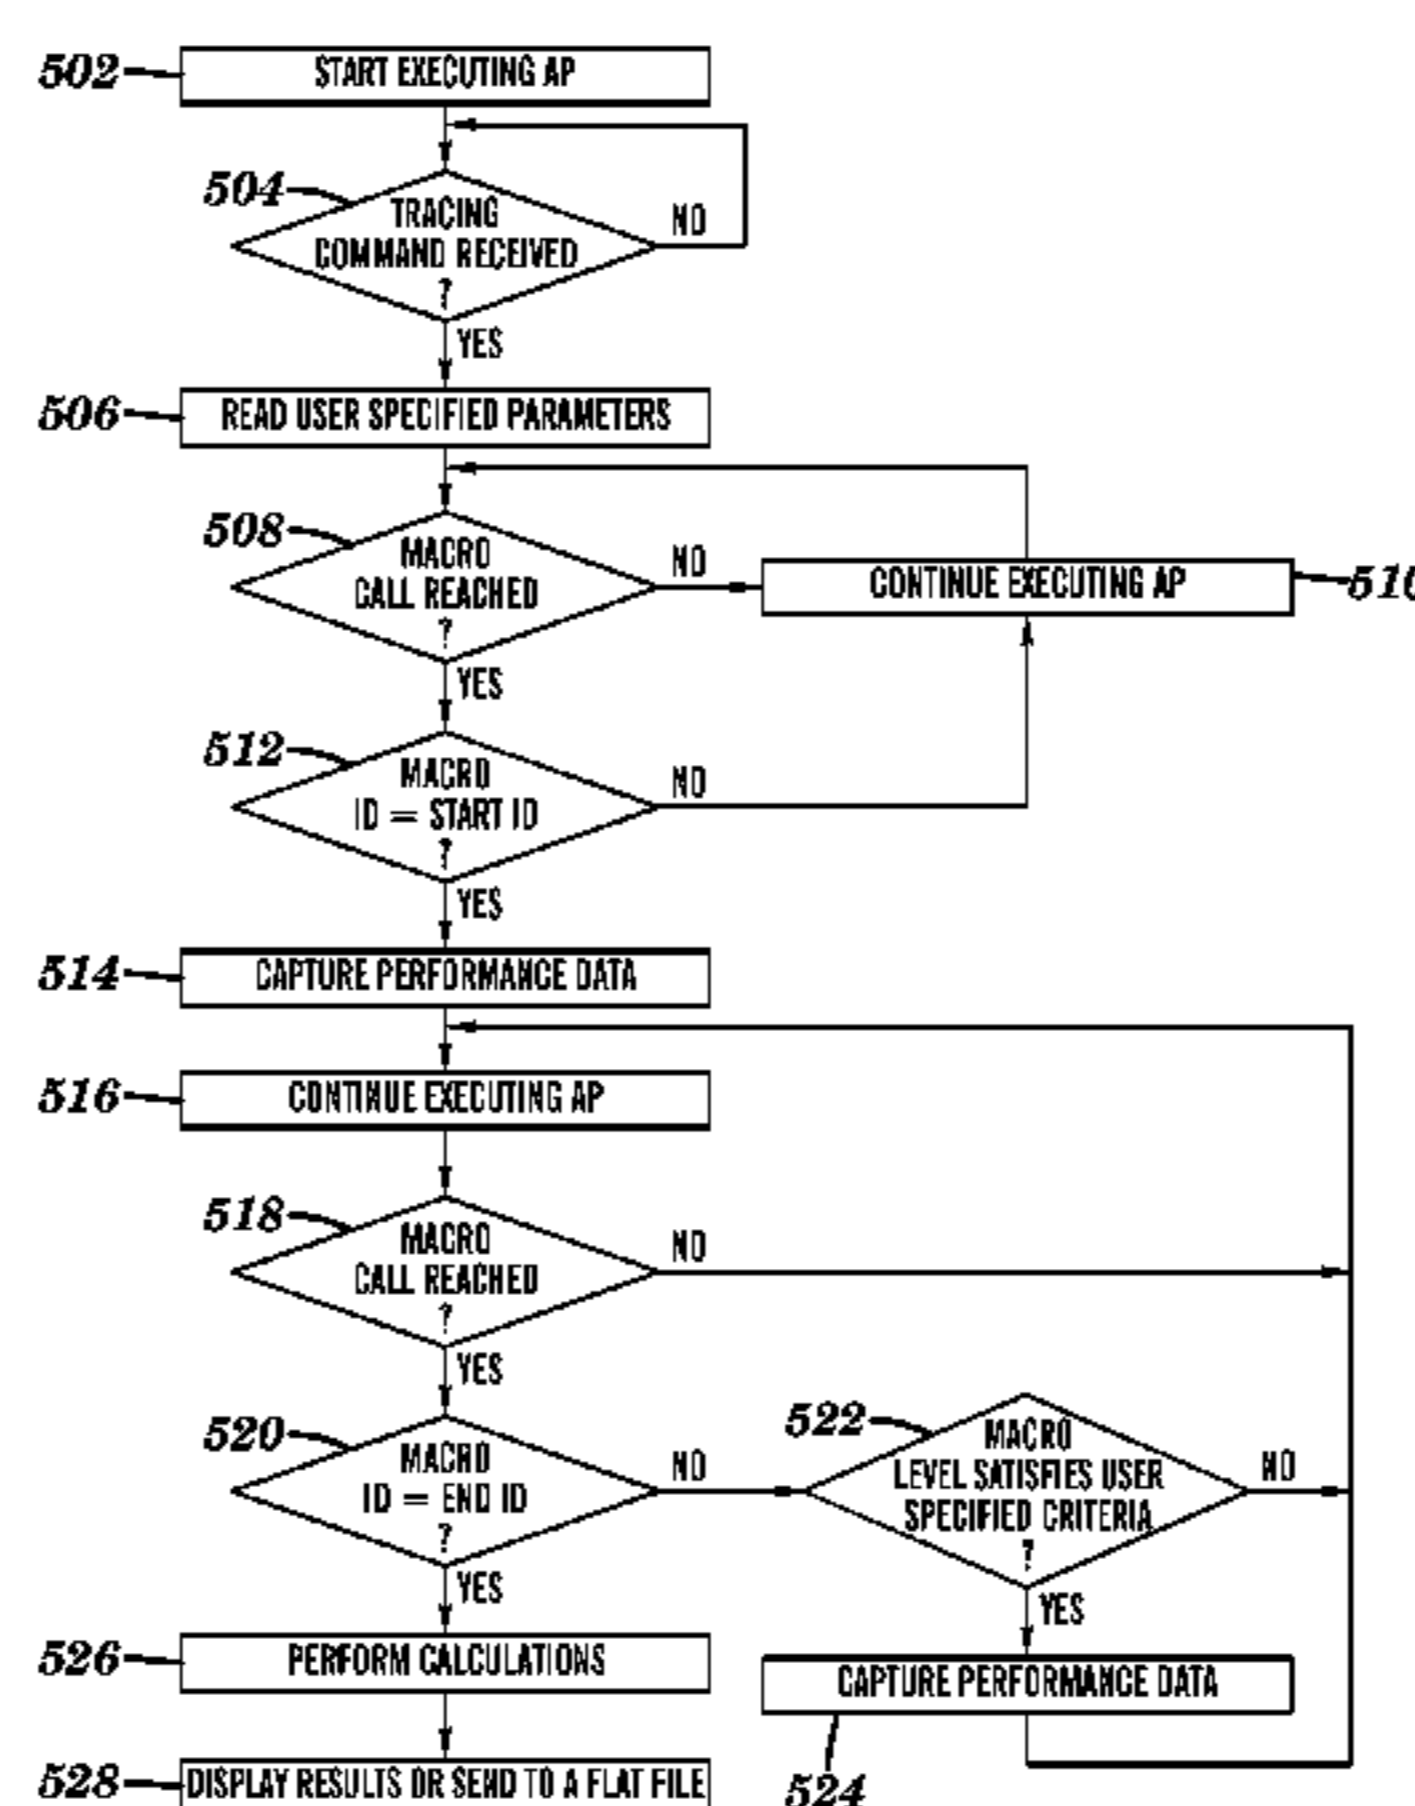 502
START EXECUTING AP
504
TRACING
COMMAND RECEIVED
?
NO
YES
506
READ USER SPECIFIED PARAMETERS
508
MACRO
CALL REACHED
?
NO
CONTINUE EXECUTING AP
YES
512
MACRO
ID = START ID
?
NO
YES
514
CAPTURE PERFORMANCE DATA
516
CONTINUE EXECUTING AP
518
MACRO
CALL REACHED
?
NO
YES
520
MACRO
ID = END ID
?
NO
522
MACRO
LEVEL SATISFIES USER
SPECIFIED CRITERIA
?
NO
YES
YES
526
PERFORM CALCULATIONS
CAPTURE PERFORMANCE DATA
524
528
DISPLAY RESULTS OR SEND TO A FLAT FILE